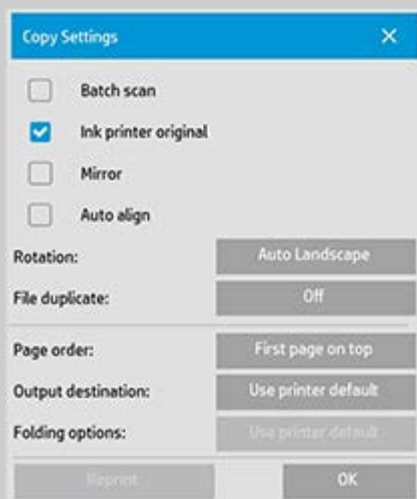 Copy Settings
Batch scan
Ink printer original
Mirror
Auto align
Rotation: Auto Landscape
File duplicate: Off
Page order: First page on top
Output destination: Use printer default
Folding options: Use printer default
Reprint OK